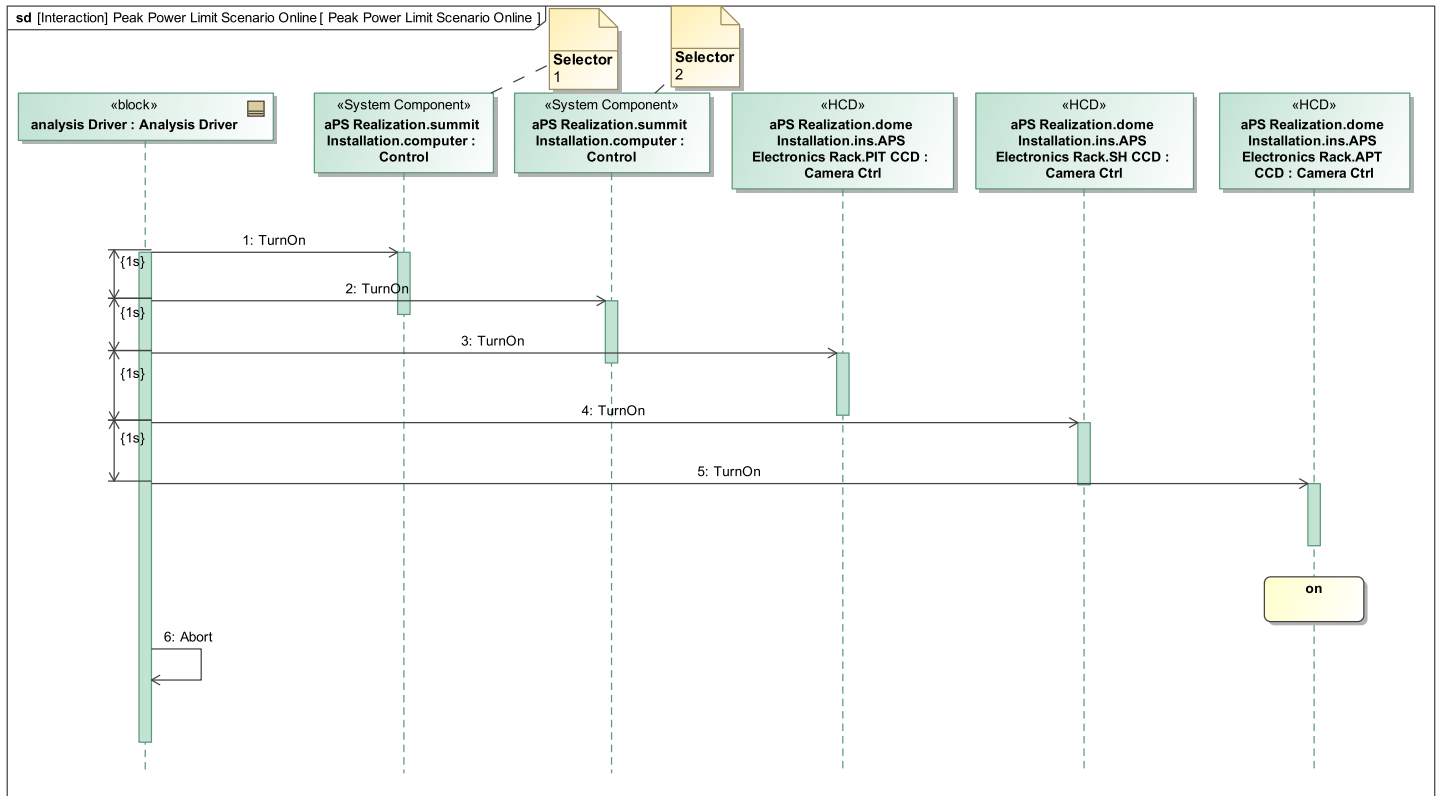 sd [Interaction] Peak Power Limit Scenario Online [ Peak Power Limit Scenario Online ]
Selector
1
Selector
2
«block»
analysis Driver : Analysis Driver
«System Component»
aPS Realization.summit
Installation.computer :
Control
«System Component»
aPS Realization.summit
Installation.computer :
Control
«HCD»
aPS Realization.dome
Installation.ins.APS
Electronics Rack.PIT CCD :
Camera Ctrl
«HCD»
aPS Realization.dome
Installation.ins.APS
Electronics Rack.SH CCD :
Camera Ctrl
«HCD»
aPS Realization.dome
Installation.ins.APS
Electronics Rack.APT
CCD : Camera Ctrl
1: TurnOn
{1s}
2: TurnOn
{1s}
3: TurnOn
{1s}
4: TurnOn
{1s}
5: TurnOn
on
6: Abort